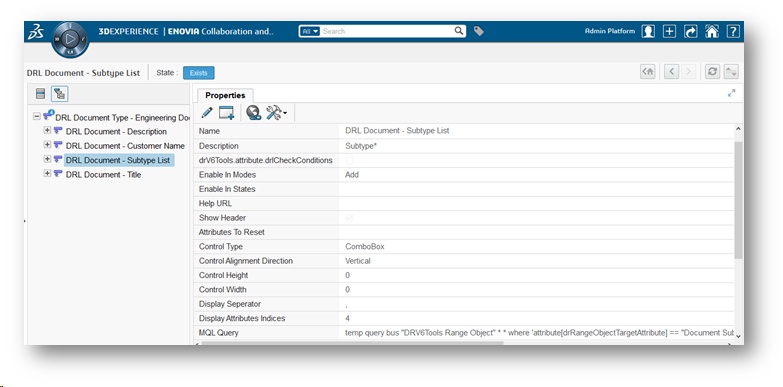 3DEXPERIENCE | ENOVIA Collaboration and..
All
Search
Admin Platform
DRL Document - Subtype List
State :
Exists
DRL Document Type - Engineering Do
DRL Document - Description
DRL Document - Customer Name
DRL Document - Subtype List
DRL Document - Title
Properties
Name DRL Document - Subtype List
Description Subtype*
drV6Tools.attribute.drlCheckConditions
Enable In Modes Add
Enable In States
Help URL
Show Header
Attributes To Reset
Control Type ComboBox
Control Alignment Direction Vertical
Control Height 0
Control Width 0
Display Seperator ,
Display Attributes Indices 4
MQL Query temp query bus "DRV6Tools Range Object" * * where 'attribute[drRangeObjectTargetAttribute] == "Document Sub